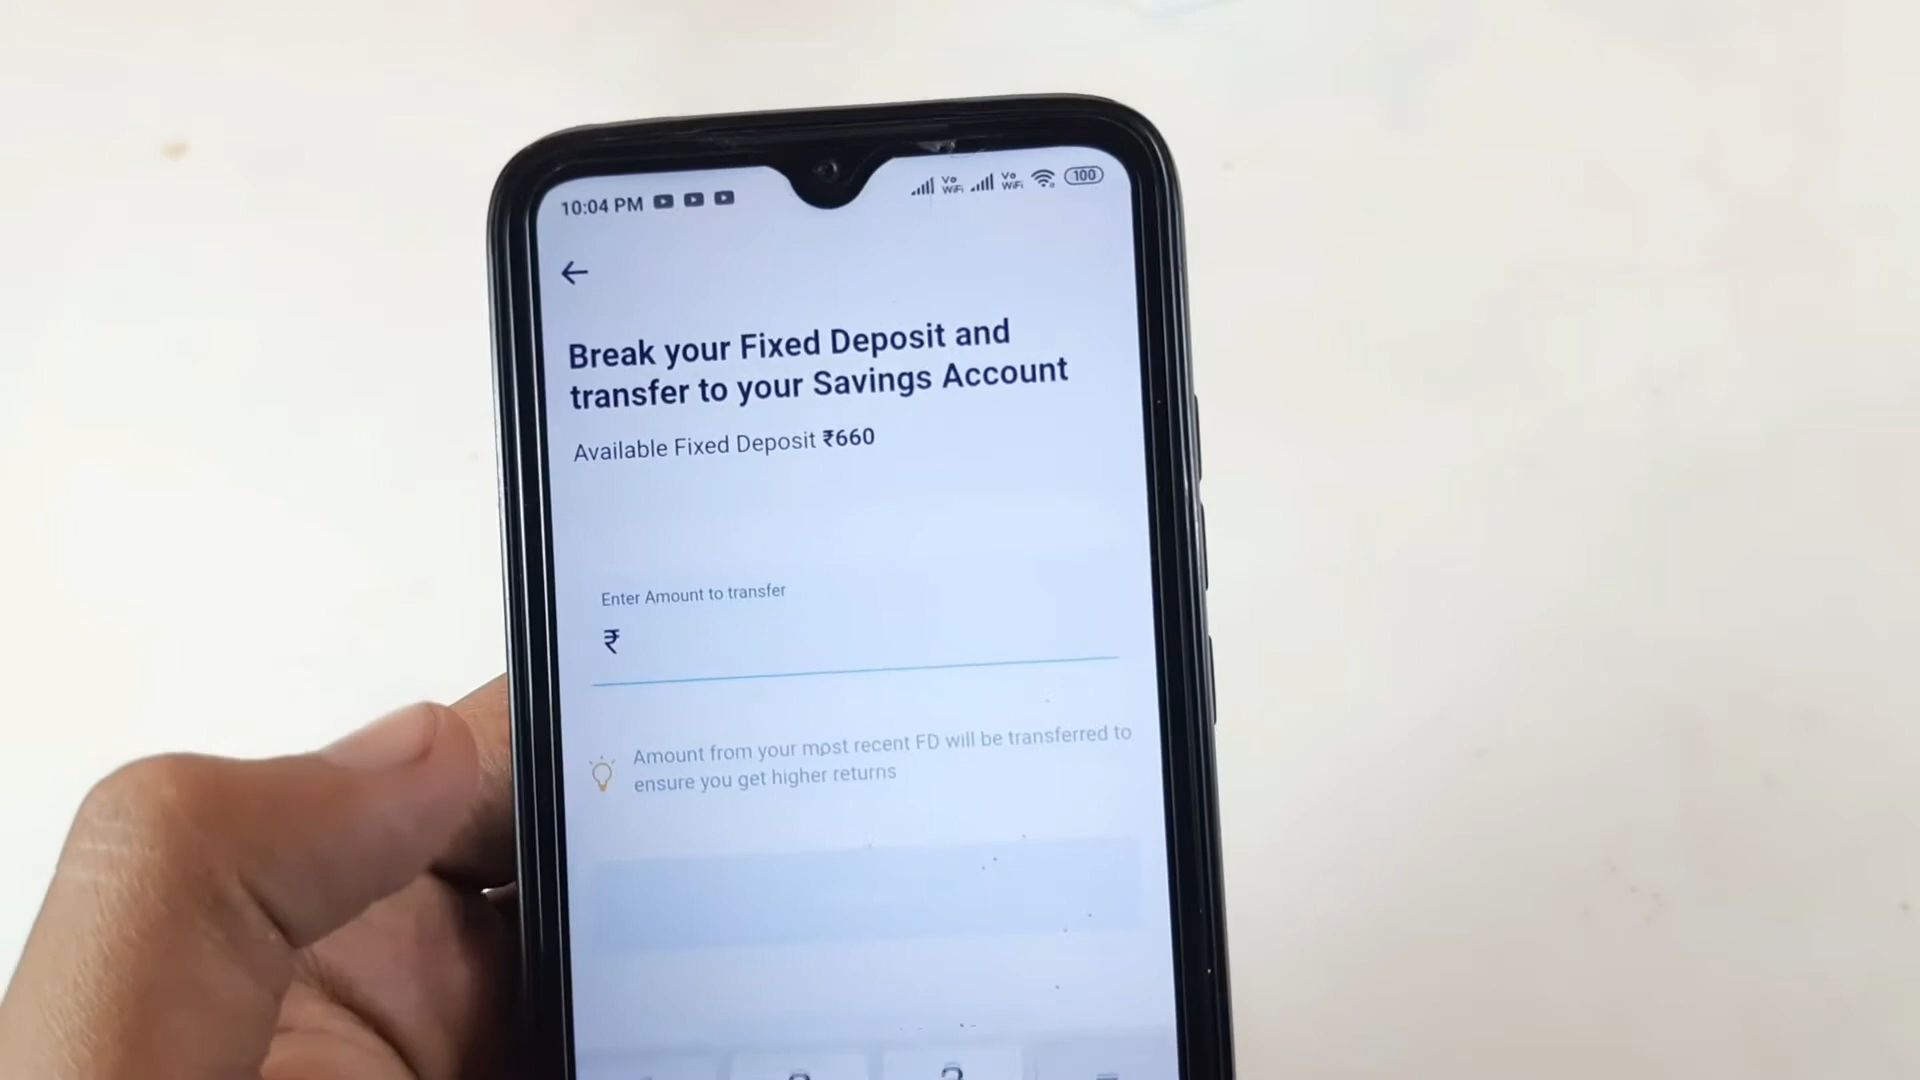 10:04 PM
Vo
WiFi
Vo
WiFi
100
Break your Fixed Deposit and
transfer to your Savings Account
Available Fixed Deposit ₹660
Enter Amount to transfer
₹
Amount from your most recent FD will be transferred to
ensure you get higher returns